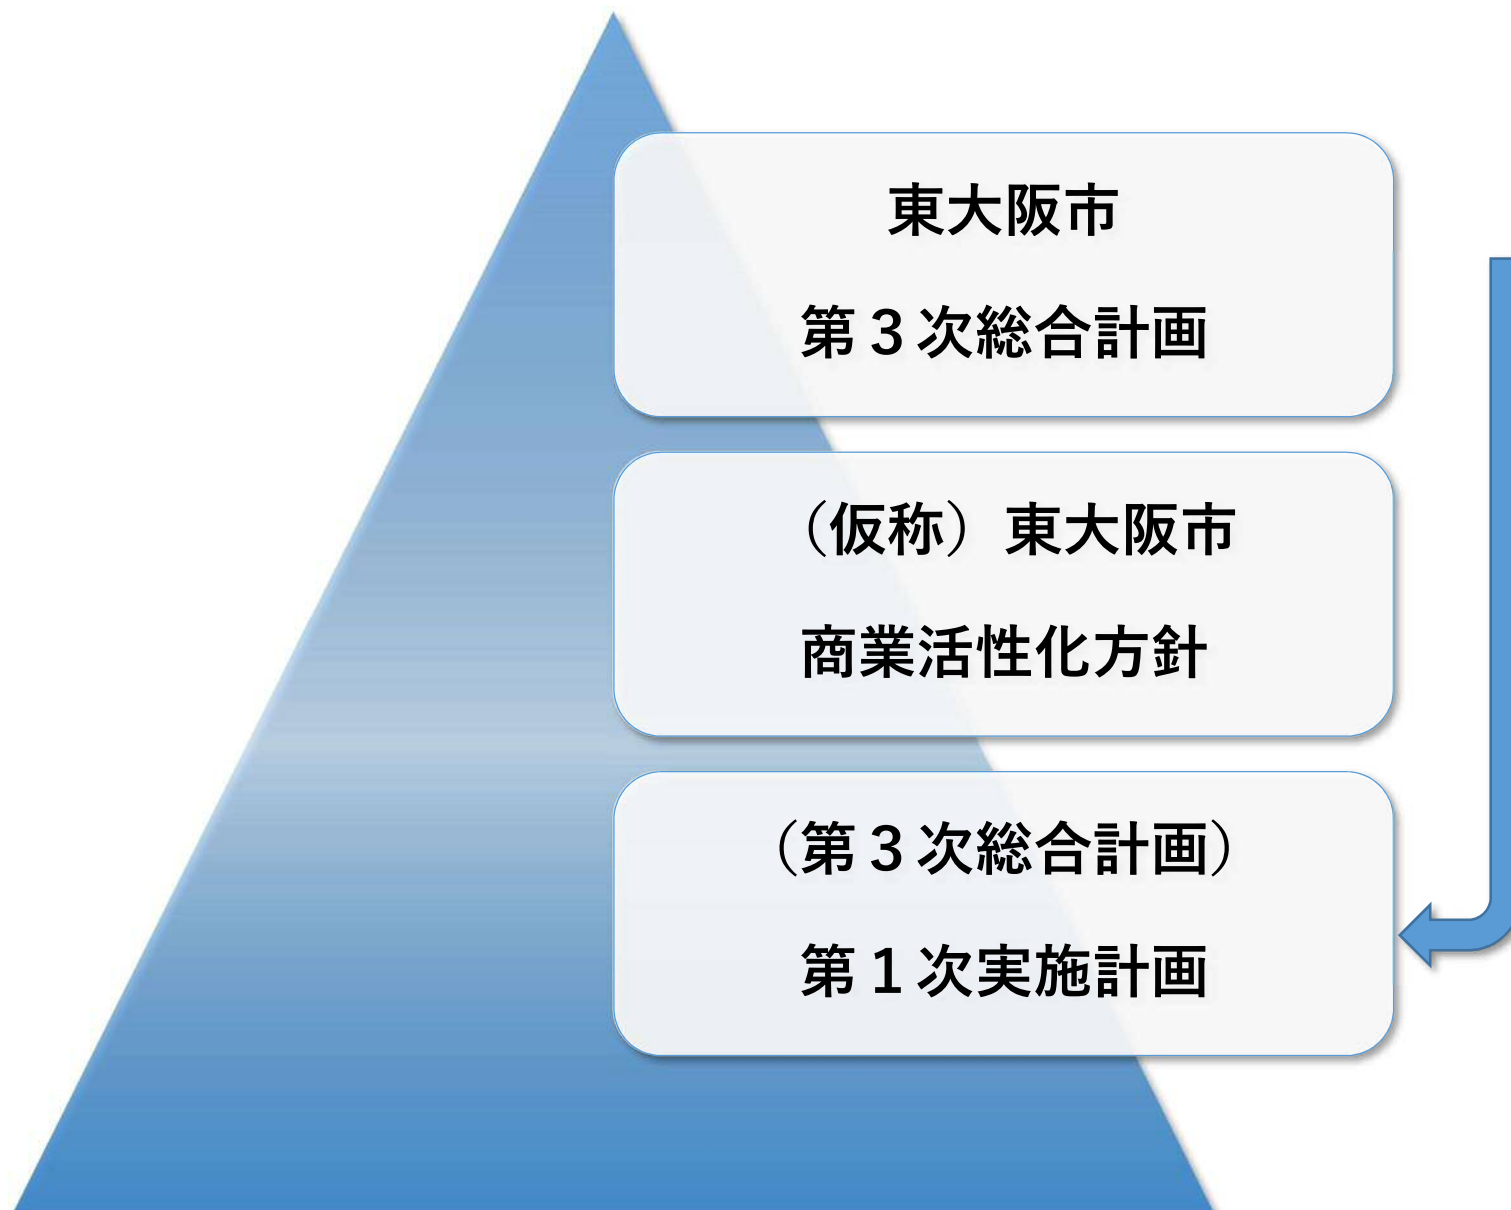 東大阪市
第３次総合計画
（仮称）東大阪市
商業活性化方針
（第３次総合計画）
第１次実施計画